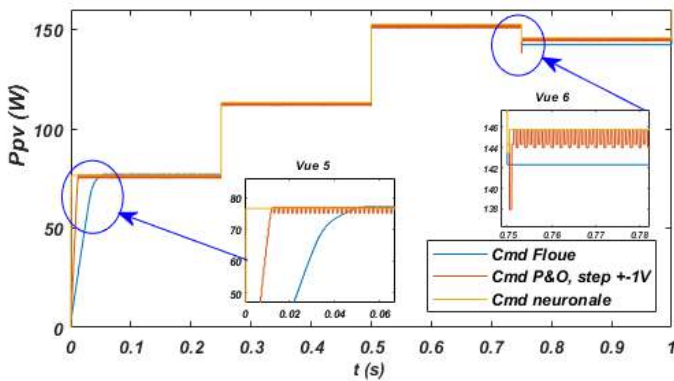 150
100
50
0
Ppv (W)
Vue 5
80
70
60
50
0
0.02
0.04
0.06
Vue 6
146
144
142
140
138
0.75
0.76
0.77
0.78
Cmd Floue
Cmd P&O, step +-1V
Cmd neuronale
0 0.1 0.2 0.3 0.4 0.5 0.6 0.7 0.8 0.9 1
t (s)